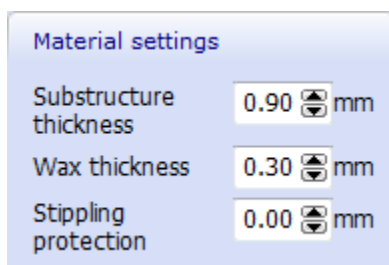 Material settings
Substructure
thickness
0.90 mm
Wax thickness
0.30 mm
Stippling
protection
0.00 mm